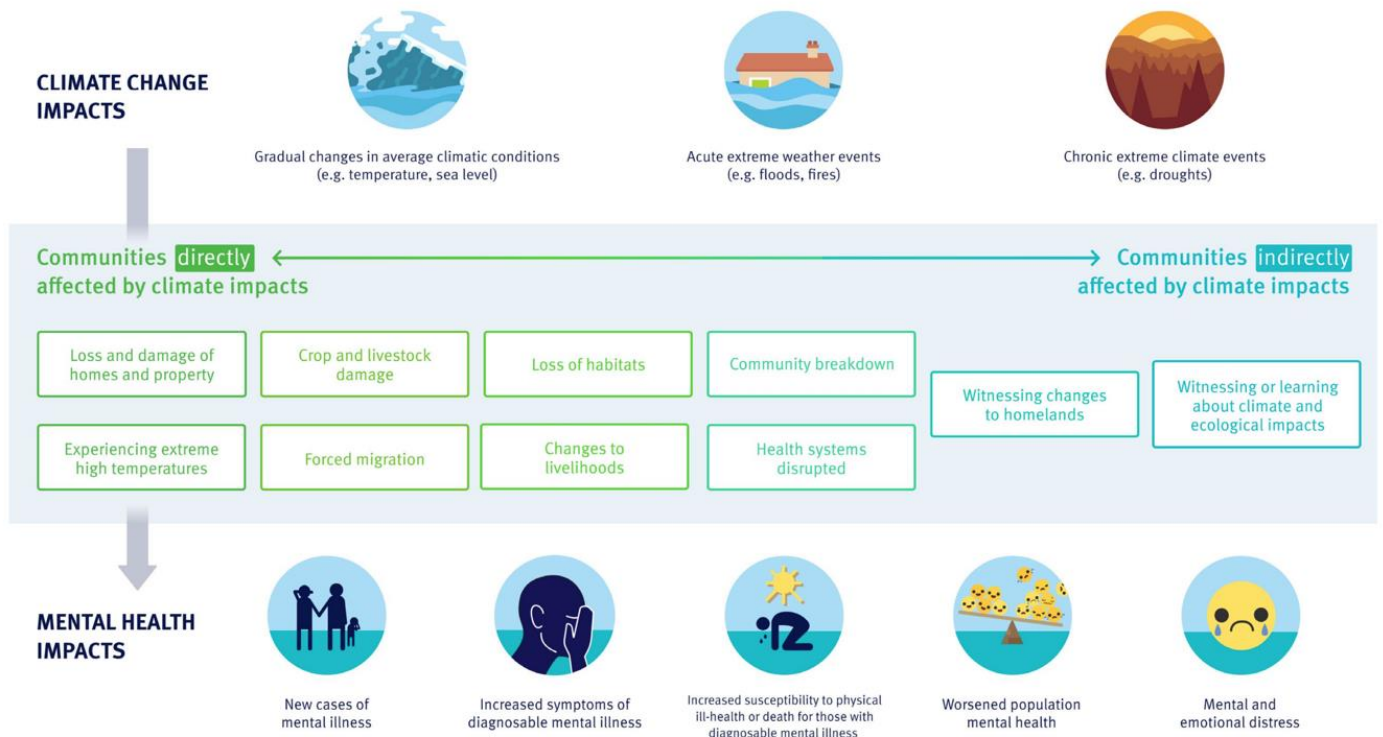 CLIMATE CHANGE
IMPACTS
Gradual changes in average climatic conditions
(e.g. temperature, sea level)
Acute extreme weather events
(e.g. floods, fires)
Chronic extreme climate events
(e.g. droughts)
Communities directly
affected by climate impacts
Communities indirectly
affected by climate impacts
Loss and damage of
homes and property
Crop and livestock
damage
Loss of habitats
Community breakdown
Witnessing changes
to homelands
Witnessing or learning
about climate and
ecological impacts
Experiencing extreme
high temperatures
Forced migration
Changes to
livelihoods
Health systems
disrupted
MENTAL HEALTH
IMPACTS
New cases of
mental illness
Increased symptoms of
diagnosable mental illness
Increased susceptibility to physical
ill-health or death for those with
diagnosable mental illness
Worsened population
mental health
Mental and
emotional distress